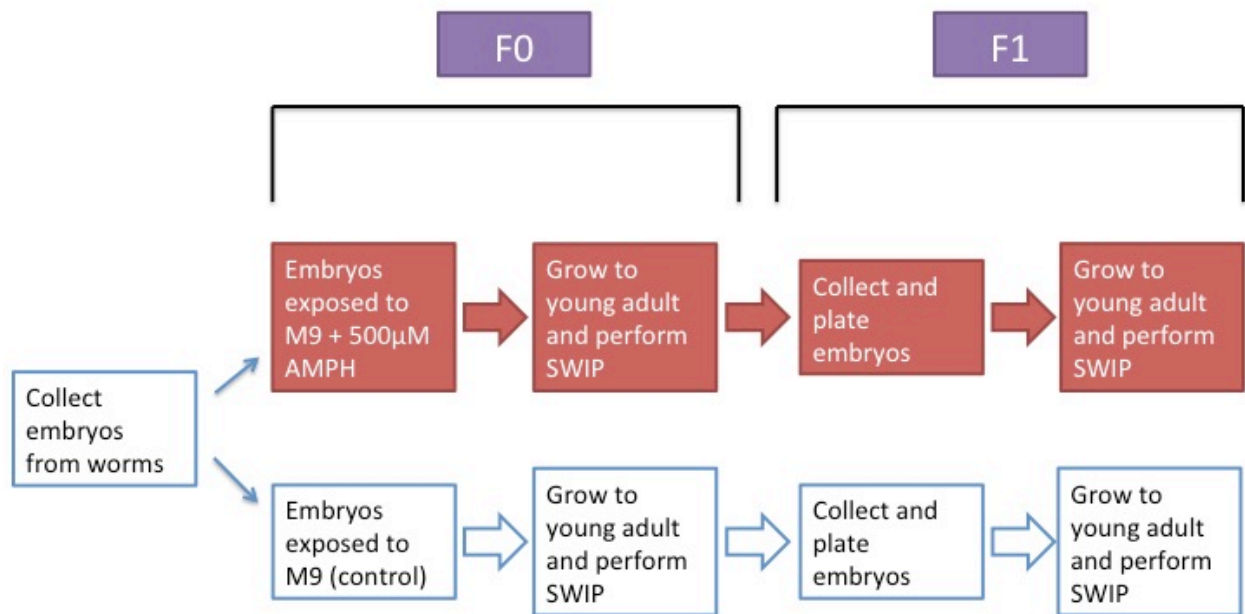 F0
F1
Embryos
exposed to
M9 + 500µM
AMPH
Grow to
young adult
and perform
SWIP
Collect and
plate
embryos
Grow to
young adult
and perform
SWIP
Collect
embryos
from worms
Embryos
exposed to
M9 (control)
Grow to
young adult
and perform
SWIP
Collect and
plate
embryos
Grow to
young adult
and perform
SWIP